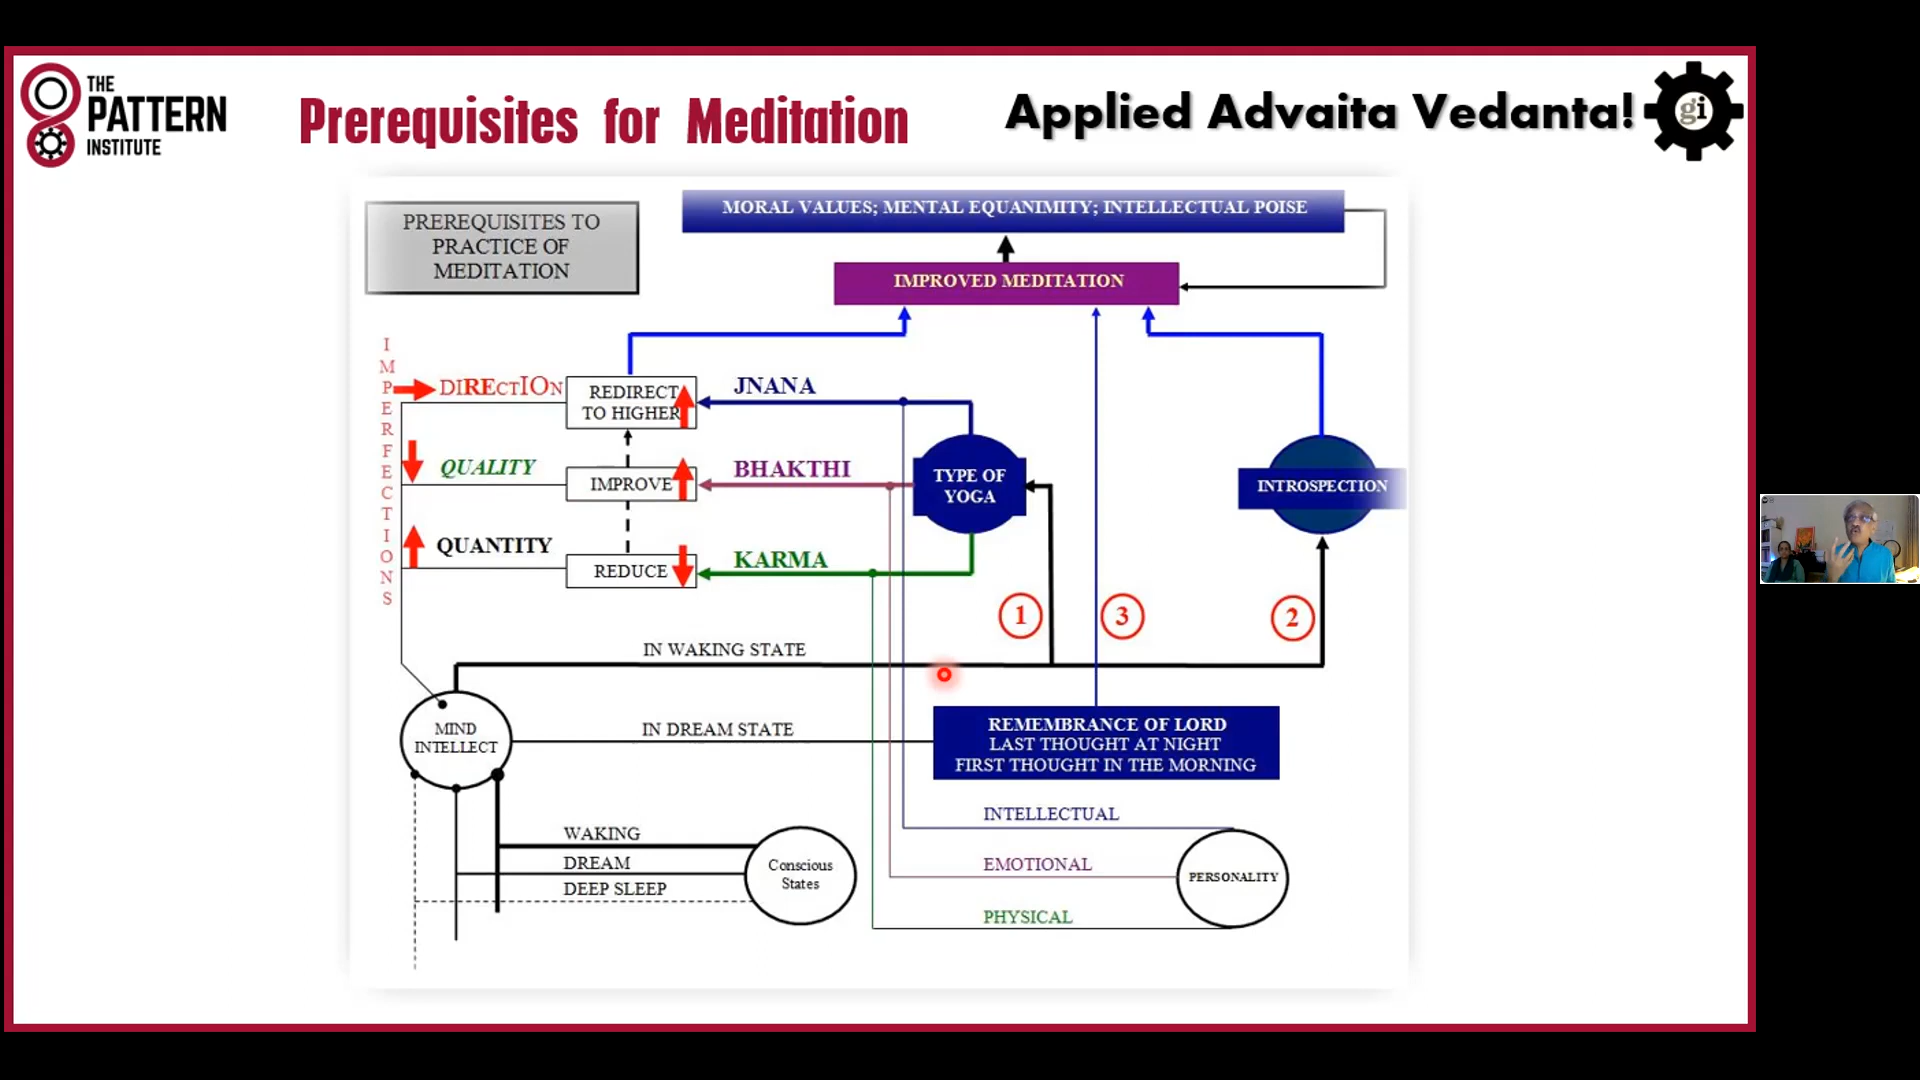 THE
PATTERN
INSTITUTE
Prerequisites for Meditation
Applied Advaita Vedanta!
gi
PREREQUISITES TO
PRACTICE OF
MEDITATION
MORAL VALUES; MENTAL EQUANIMITY; INTELLECTUAL POISE
IMPROVED MEDITATION
IMPERFECTIONS
DIRECTION
REDIRECT
TO HIGHER
JNANA
QUALITY
IMPROVE
BHAKTHI
TYPE OF
YOGA
INTROSPECTION
QUANTITY
REDUCE
KARMA
1
3
2
IN WAKING STATE
MIND
INTELLECT
IN DREAM STATE
REMEMBRANCE OF LORD
LAST THOUGHT AT NIGHT
FIRST THOUGHT IN THE MORNING
WAKING
DREAM
DEEP SLEEP
Conscious
States
INTELLECTUAL
EMOTIONAL
PHYSICAL
PERSONALITY